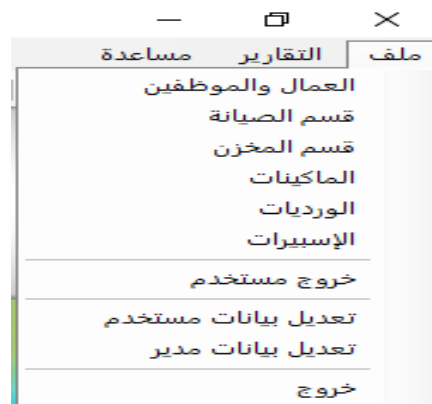 ملف التقارير مساعدة
العمال والموظفين
قسم الصيانة
قسم المخزن
الماكينات
الورديات
الإسبيرات
خروج مستخدم
تعديل بيانات مستخدم
تعديل بيانات مدير
خروج